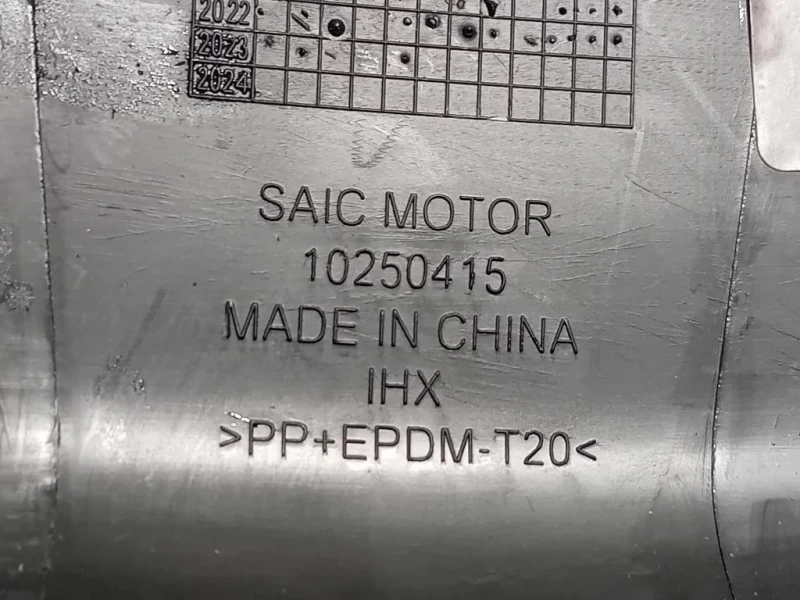 2022
2023
2024
SAIC MOTOR
10250415
MADE IN CHINA
IHX
>PP+EPDM-T20<